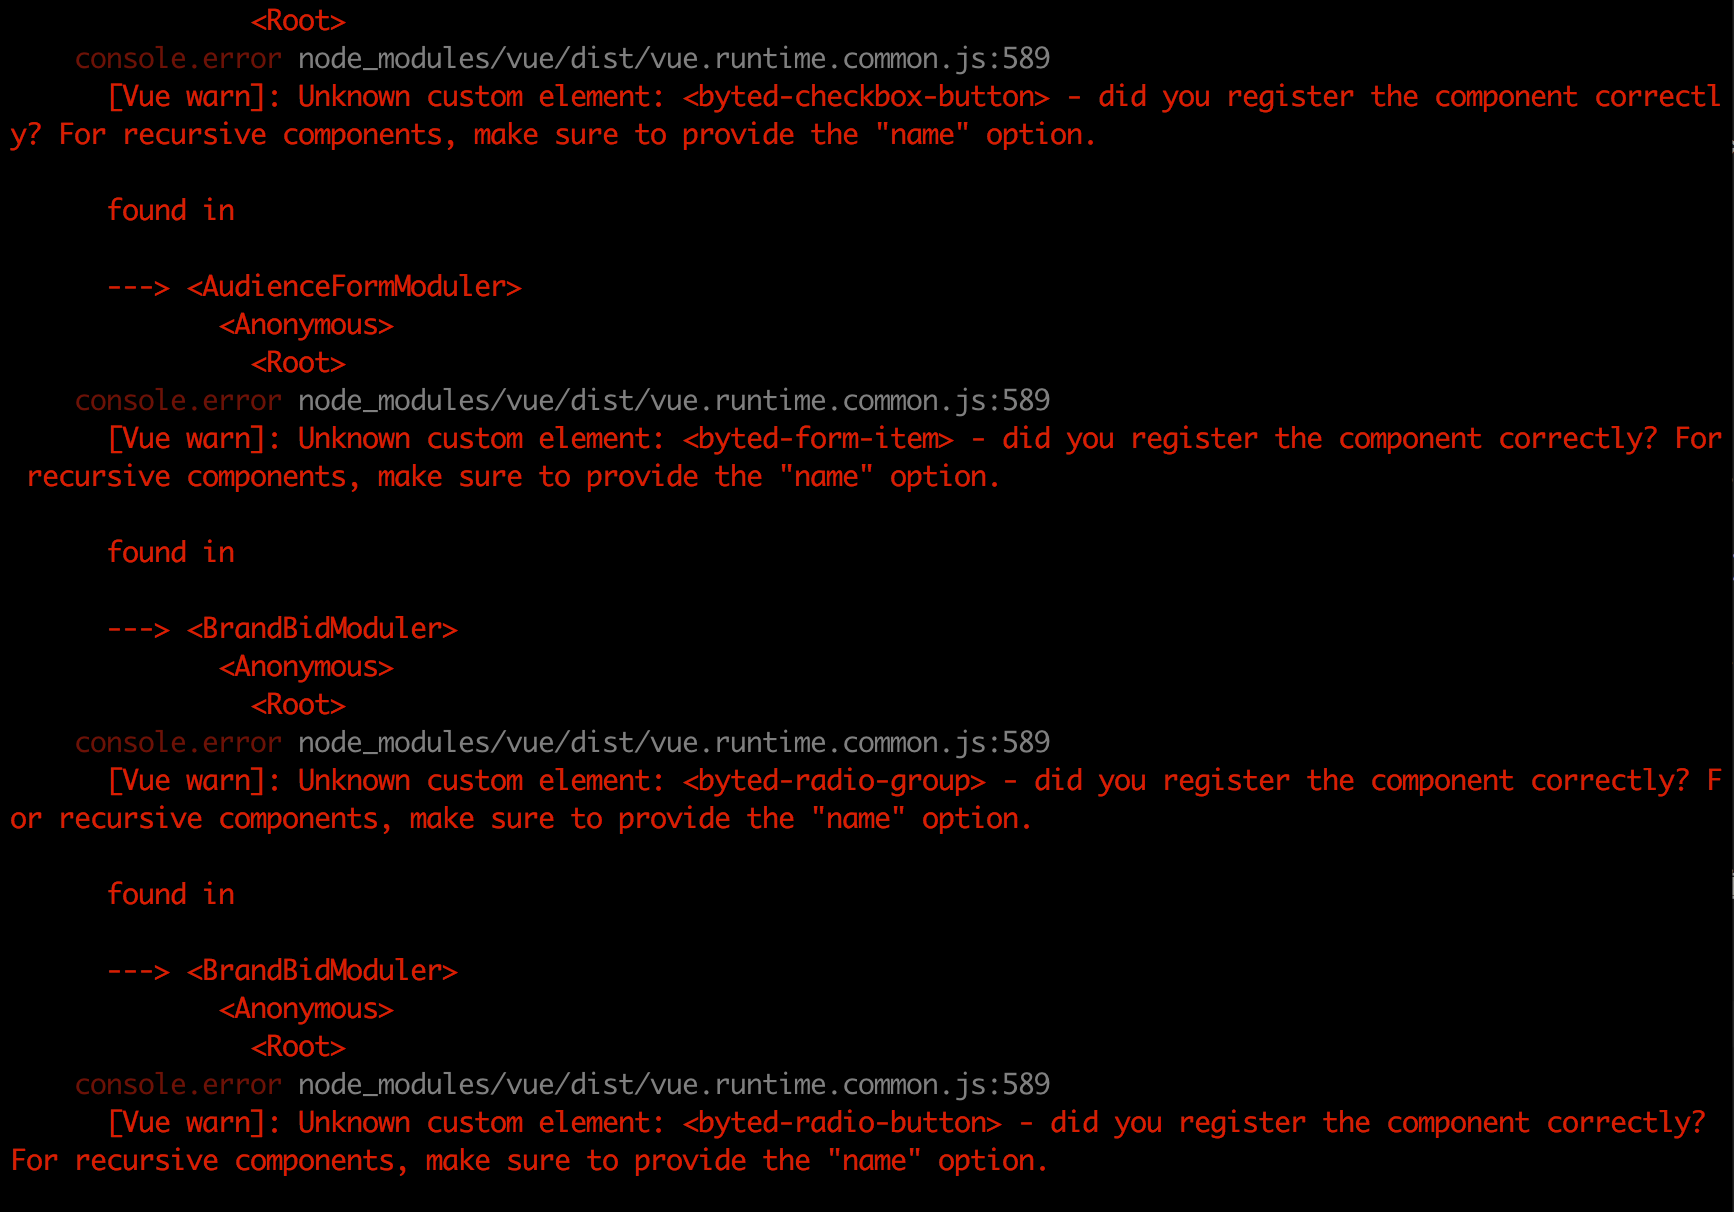 <Root>
console.error node_modules/vue/dist/vue.runtime.common.js:589
[Vue warn]: Unknown custom element: <byted-checkbox-button> - did you register the component correctl
y? For recursive components, make sure to provide the "name" option.
found in
---> <AudienceFormModuler>
<Anonymous>
<Root>
console.error node_modules/vue/dist/vue.runtime.common.js:589
[Vue warn]: Unknown custom element: <byted-form-item> - did you register the component correctly? For
recursive components, make sure to provide the "name" option.
found in
---> <BrandBidModuler>
<Anonymous>
<Root>
console.error node_modules/vue/dist/vue.runtime.common.js:589
[Vue warn]: Unknown custom element: <byted-radio-group> - did you register the component correctly? F
or recursive components, make sure to provide the "name" option.
found in
---> <BrandBidModuler>
<Anonymous>
<Root>
console.error node_modules/vue/dist/vue.runtime.common.js:589
[Vue warn]: Unknown custom element: <byted-radio-button> - did you register the component correctly?
For recursive components, make sure to provide the "name" option.